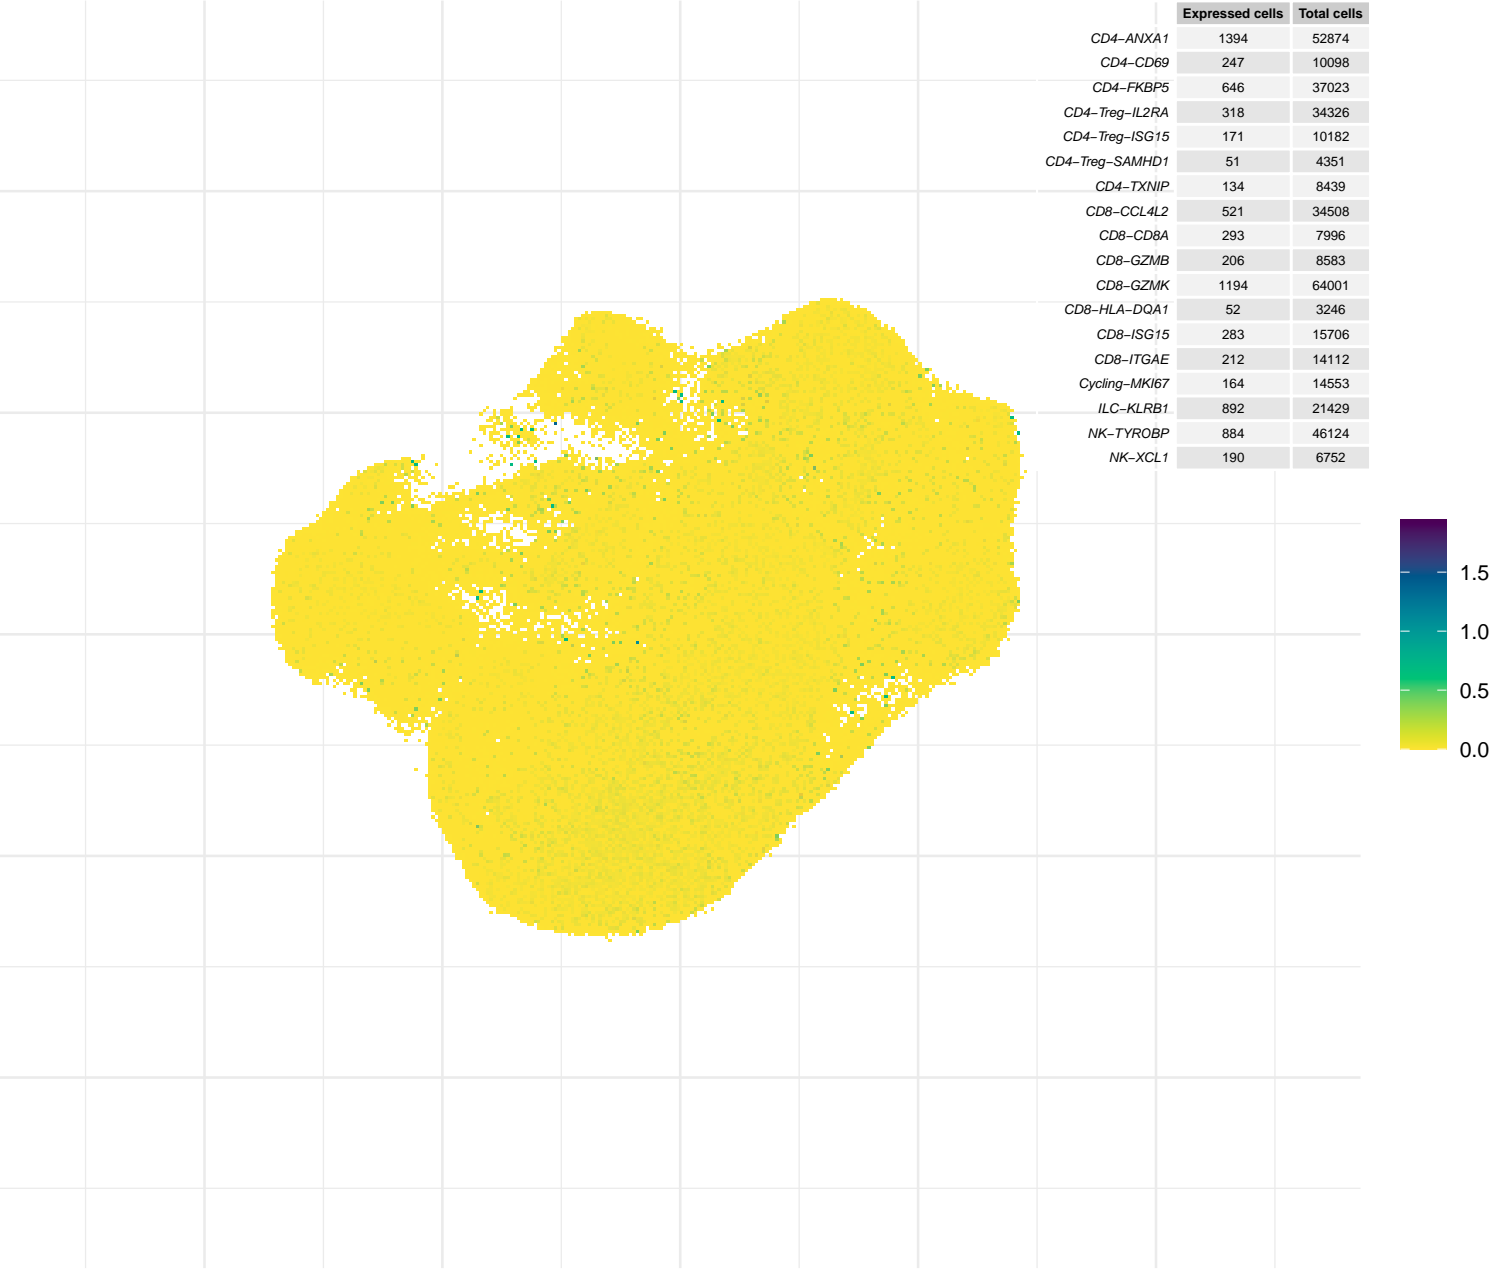 Expressed cells Total cells
CD4−ANXA1 1394 52874
CD4−CD69 247 10098
CD4−FKBP5 646 37023
CD4−Treg−IL2RA 318 34326
CD4−Treg−ISG15 171 10182
CD4−Treg−SAMHD1 51 4351
CD4−TXNIP 134 8439
CD8−CCL4L2 521 34508
CD8−CD8A 293 7996
CD8−GZMB 206 8583
CD8−GZMK 1194 64001
CD8−HLA−DQA1 52 3246
CD8−ISG15 283 15706
CD8−ITGAE 212 14112
Cycling−MKI67 164 14553
ILC−KLRB1 892 21429
NK−TYROBP 884 46124
NK−XCL1 190 6752
1.5
1.0
0.5
0.0